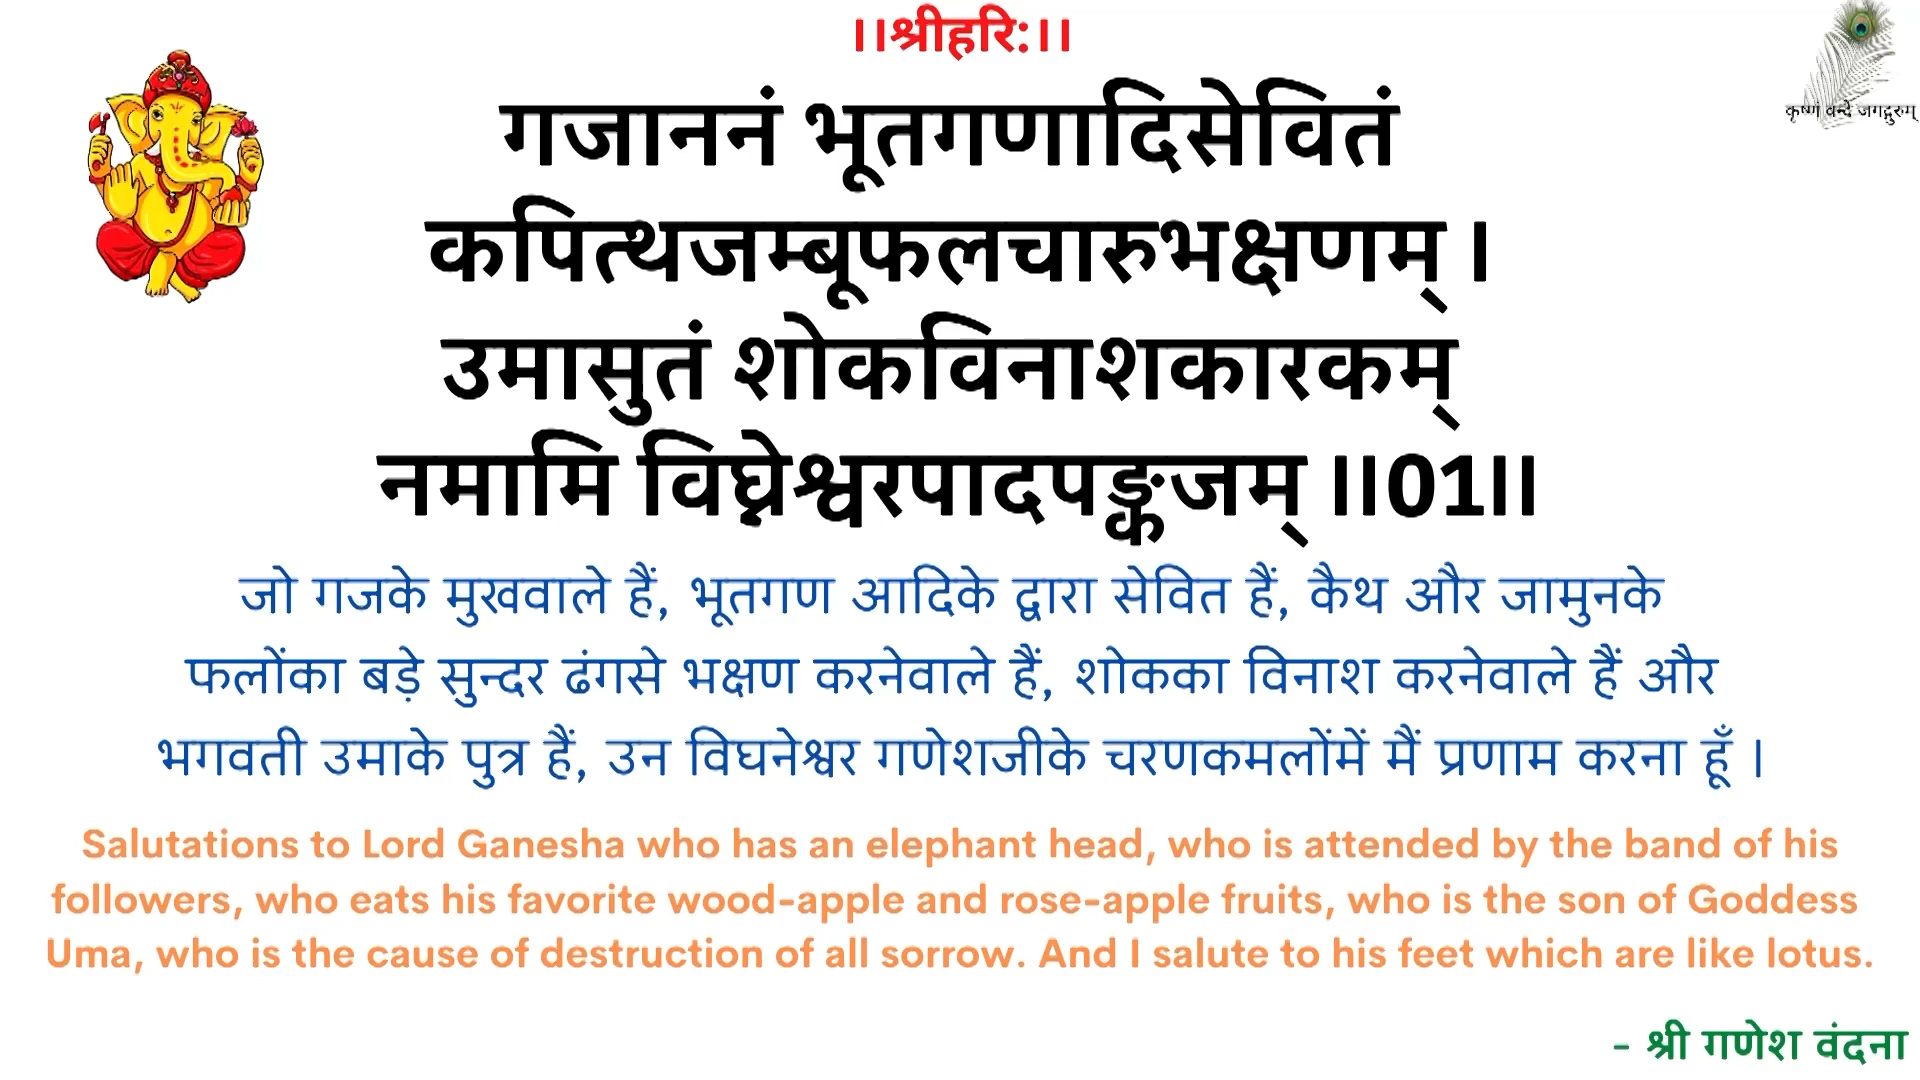 ।।श्रीहरि:।।
कृष्णं वन्दे जगद्गुरुम्
गजाननं भूतगणादिसेवितं
कपित्थजम्बूफलचारुभक्षणम् ।
उमासुतं शोकविनाशकारकम्
नमामि विघ्नेश्वरपादपङ्कजम् ।।01।।
जो गजके मुखवाले हैं, भूतगण आदिके द्वारा सेवित हैं, कैथ और जामुनके
फलोंका बड़े सुन्दर ढंगसे भक्षण करनेवाले हैं, शोकका विनाश करनेवाले हैं और
भगवती उमाके पुत्र हैं, उन विघनेश्वर गणेशजीके चरणकमलोंमें मैं प्रणाम करना हूँ ।
Salutations to Lord Ganesha who has an elephant head, who is attended by the band of his
followers, who eats his favorite wood-apple and rose-apple fruits, who is the son of Goddess
Uma, who is the cause of destruction of all sorrow. And I salute to his feet which are like lotus.
- श्री गणेश वंदना